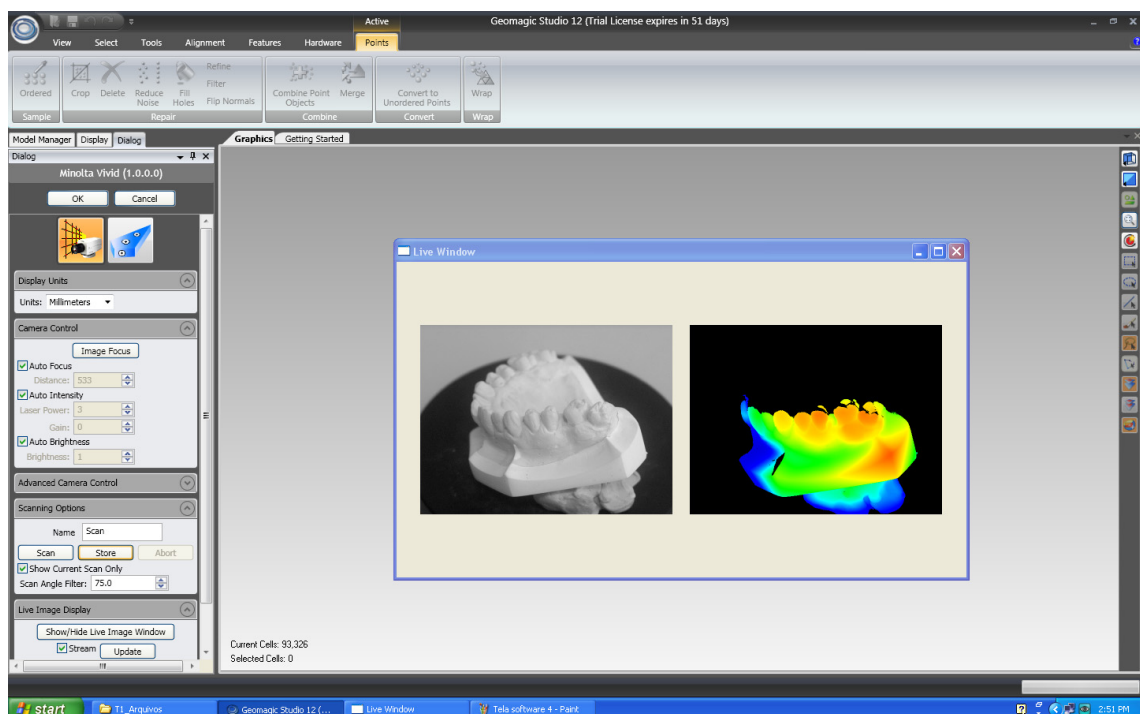 Active
Geomagic Studio 12 (Trial License expires in 51 days)
View Select Tools Alignment Features Hardware Points
Ordered
Crop
Delete
Reduce Noise
Fill Holes
Refine
Filter
Flip Normals
Combine Point Objects
Merge
Convert to Unordered Points
Wrap
Sample Repair Combine Convert Wrap
Model Manager Display Dialog
Graphics Getting Started
Dialog
Minolta Vivid (1.0.0.0)
OK Cancel
Display Units
Units: Millimeters
Camera Control
Image Focus
Auto Focus
Distance: 533
Auto Intensity
Laser Power: 3
Gain: 0
Auto Brightness
Brightness: 1
Advanced Camera Control
Scanning Options
Name Scan
Scan Store Abort
Show Current Scan Only
Scan Angle Filter: 75.0
Live Image Display
Show/Hide Live Image Window
Stream Update
Live Window
Current Cells: 93,326
Selected Cells: 0
start T1_Arquivos Geomagic Studio 12 (... Live Window Tela software 4 - Paint 2:51 PM